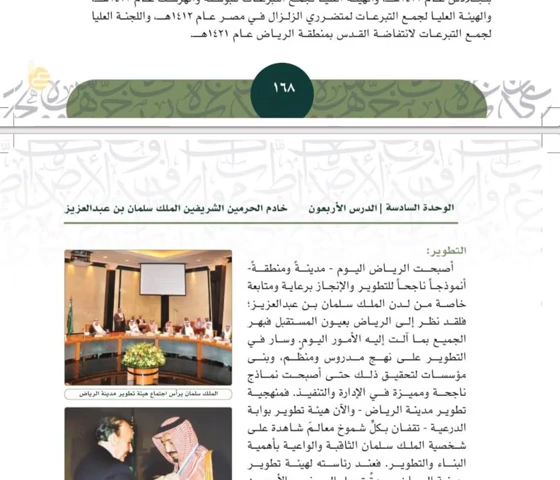 والهيئة العليا لجمع التبرعات لمتضرري الزلزال في مصر عام ١٤١٢هـ، واللجنة العليا
لجمع التبرعات لانتفاضة القدس بمنطقة الرياض عام ١٤٢١هـ.
١٦٨
الوحدة السادسة | الدرس الأربعون خادم الحرمين الشريفين الملك سلمان بن عبدالعزيز
التطوير:
أصبحت الرياض اليوم - مدينةً ومنطقةً-
أنموذجاً ناجحاً للتطوير والإنجاز برعاية ومتابعة
خاصة من لدن الملك سلمان بن عبدالعزيز؛
فلقد نظر إلى الرياض بعيون المستقبل فبهر
الجميع بما آلت إليه الأمور اليوم. وسار في
التطوير على نهج مدروس ومنظم، وبنى
مؤسسات لتحقيق ذلك حتى أصبحت نماذج
ناجحة ومميزة في الإدارة والتنفيذ. فمنهجية
تطوير مدينة الرياض - والآن هيئة تطوير بوابة
الدرعية - تقفان بكلِّ شموخ معالمَ شاهدة على
شخصية الملك سلمان الثاقبة والواعية بأهمية
البناء والتطوير. فعند رئاسته لهيئة تطوير
الملك سلمان يرأس اجتماع هيئة تطوير مدينة الرياض